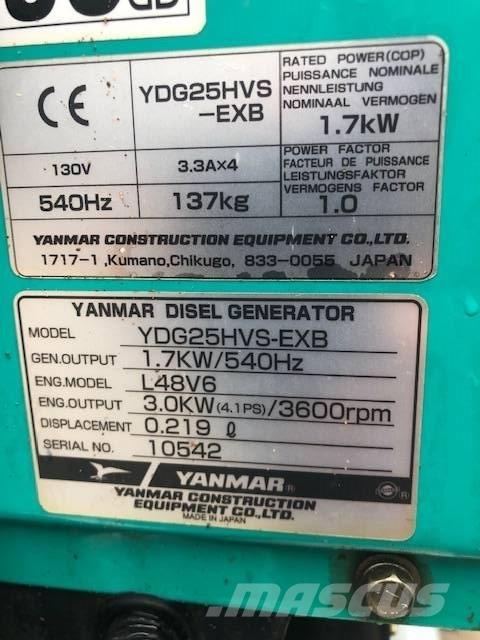 CE
YDG25HVS
-EXB
RATED POWER(COP)
PUISSANCE NOMINALE
NENNLEISTUNG
NOMINAAL VERMOGEN
1.7kW
130V
3.3A×4
POWER FACTOR
FACTEUR DE PUISSANCE
LEISTUNGSFAKTOR
VERMOGENS FACTOR
1.0
540Hz
137kg
YANMAR CONSTRUCTION EQUIPMENT CO.,LTD.
1717-1 ,Kumano,Chikugo, 833-0055 JAPAN
YANMAR DISEL GENERATOR
MODEL YDG25HVS-EXB
GEN.OUTPUT 1.7KW/540Hz
ENG.MODEL L48V6
ENG.OUTPUT 3.0KW(4.1PS)/3600rpm
DISPLACEMENT 0.219 ℓ
SERIAL NO. 10542
YANMAR ®
YANMAR CONSTRUCTION
EQUIPMENT CO.,LTD.
MADE IN JAPAN
MASCUS